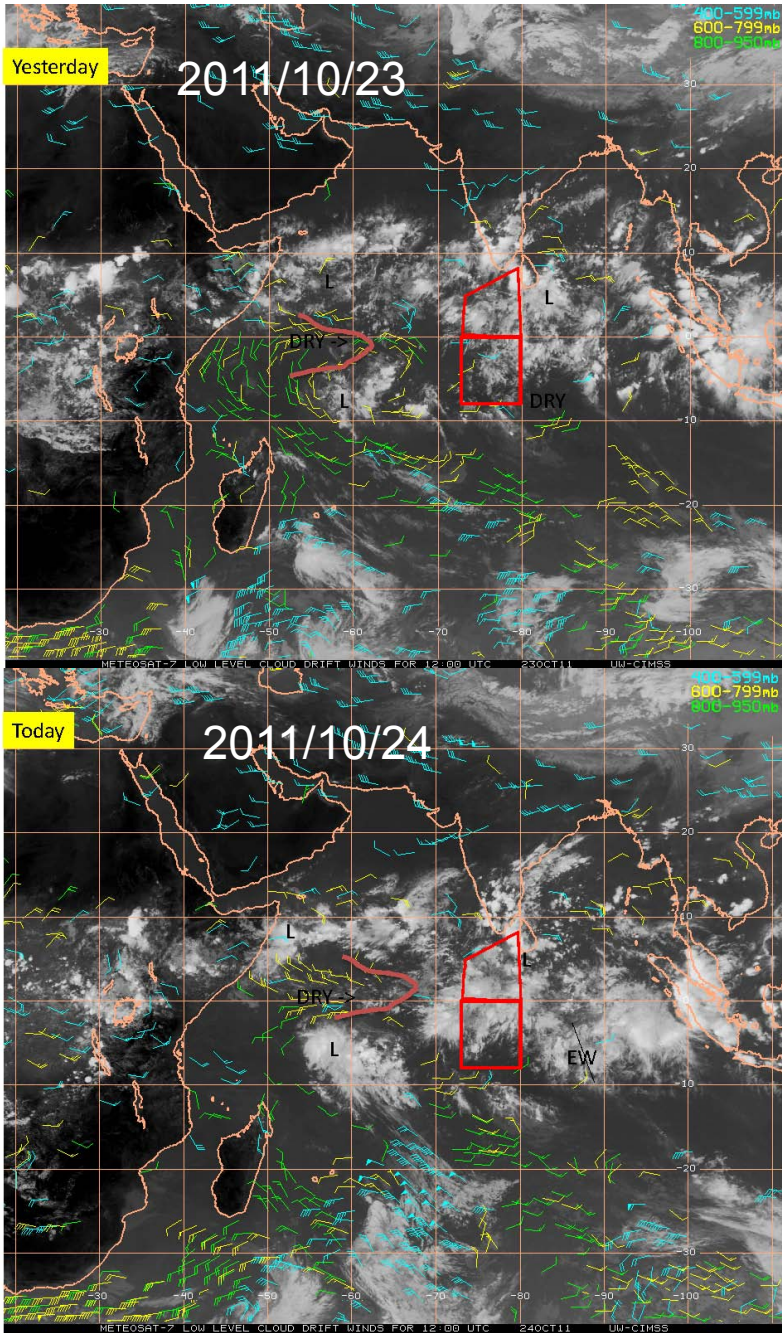 400-599mb
600-799mb
800-950mb
Yesterday
2011/10/23
30
20
10
L
L
DRY ->
0
L
DRY
-10
-20
-30
-30 -40 -50 -60 -70 -80 -90 -100
METEOSAT-7 LOW LEVEL CLOUD DRIFT WINDS FOR 12:00 UTC 23OCT11 UW-CIMSS
400-599mb
600-799mb
800-950mb
Today
2011/10/24
30
20
10
L
L
DRY ->
0
L
EW
-10
-20
-30
-30 -40 -50 -60 -70 -80 -90 -100
METEOSAT-7 LOW LEVEL CLOUD DRIFT WINDS FOR 12:00 UTC 24OCT11 UW-CIMSS